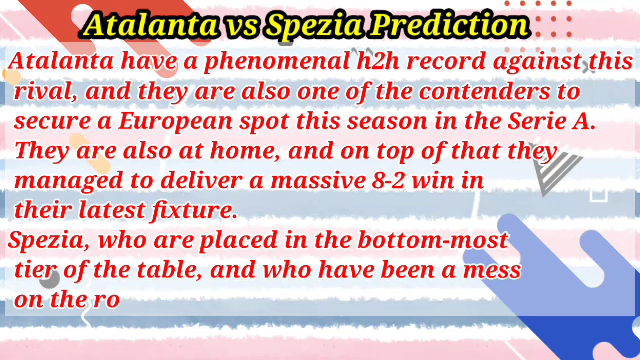 Atalanta vs Spezia Prediction
Atalanta have a phenomenal h2h record against this
rival, and they are also one of the contenders to
secure a European spot this season in the Serie A.
They are also at home, and on top of that they
managed to deliver a massive 8-2 win in
their latest fixture.
Spezia, who are placed in the bottom-most
tier of the table, and who have been a mess
on the ro